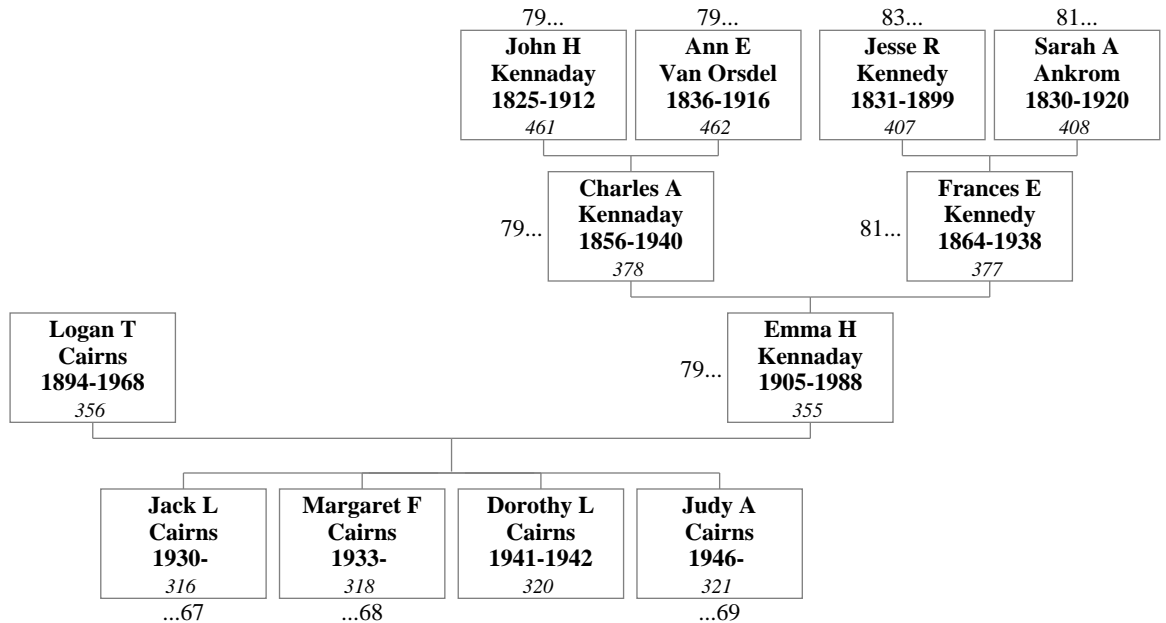 79...
79...
83...
81...
John H
Kennaday
1825-1912
461
Ann E
Van Orsdel
1836-1916
462
Jesse R
Kennedy
1831-1899
407
Sarah A
Ankrom
1830-1920
408
79...
Charles A
Kennaday
1856-1940
378
81...
Frances E
Kennedy
1864-1938
377
Logan T
Cairns
1894-1968
356
79...
Emma H
Kennaday
1905-1988
355
Jack L
Cairns
1930-
316
Margaret F
Cairns
1933-
318
Dorothy L
Cairns
1941-1942
320
Judy A
Cairns
1946-
321
...67
...68
...69